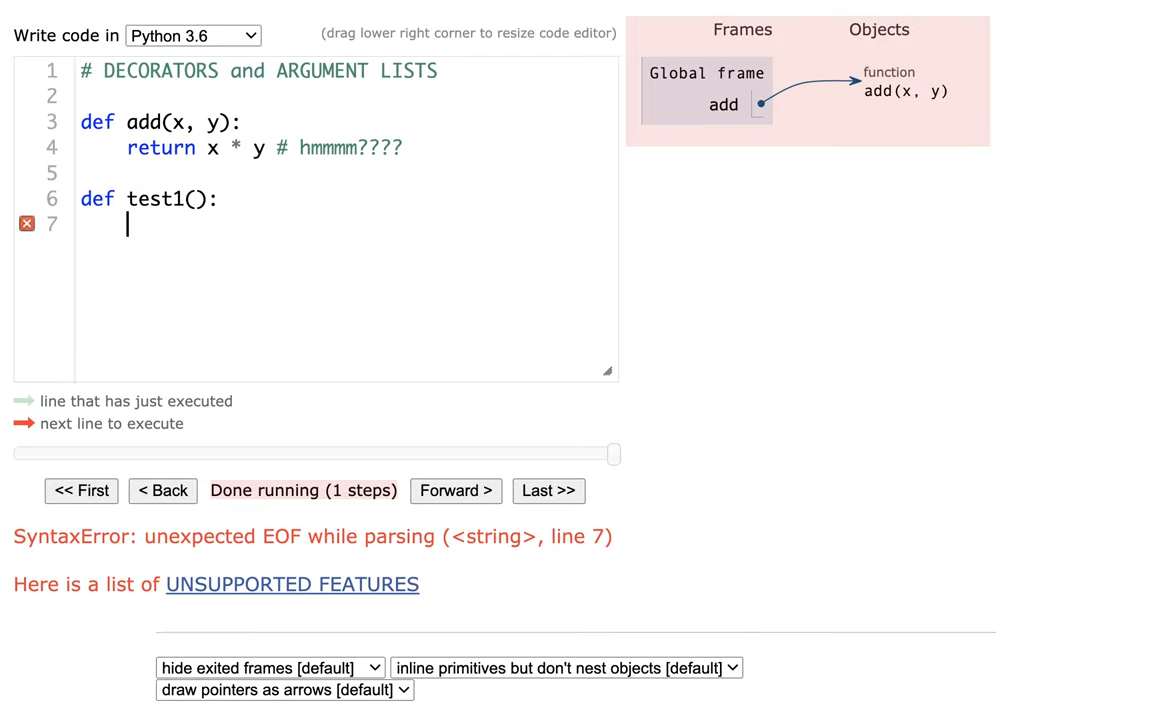 Write code in Python 3.6
(drag lower right corner to resize code editor)
1 # DECORATORS and ARGUMENT LISTS
2
3 def add(x, y):
4     return x * y # hmmmm????
5
6 def test1():
7
line that has just executed
next line to execute
<< First < Back Done running (1 steps) Forward > Last >>
SyntaxError: unexpected EOF while parsing (<string>, line 7)
Here is a list of UNSUPPORTED FEATURES
hide exited frames [default] inline primitives but don't nest objects [default]
draw pointers as arrows [default]
Frames Objects
Global frame
add
function
add(x, y)